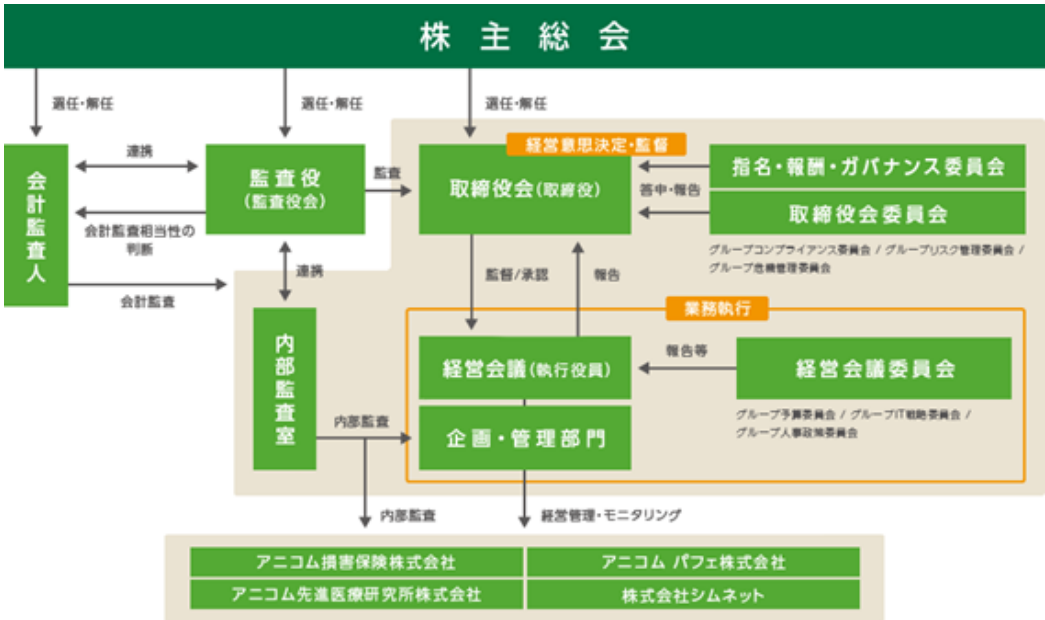 株主総会
選任・解任
選任・解任
選任・解任
経営意思決定・監督
会計監査人
連携
監査役
(監査役会)
監査
取締役会(取締役)
指名・報酬・ガバナンス委員会
答申・報告
取締役会委員会
会計監査相当性の
判断
グループコンプライアンス委員会 / グループリスク管理委員会 /
グループ危機管理委員会
連携
監督/承認
報告
会計監査
業務執行
内部監査室
経営会議(執行役員)
報告等
経営会議委員会
内部監査
企画・管理部門
グループ予算委員会 / グループIT戦略委員会 /
グループ人事政策委員会
内部監査
経営管理・モニタリング
アニコム損害保険株式会社
アニコム パフェ株式会社
アニコム先進医療研究所株式会社
株式会社シムネット